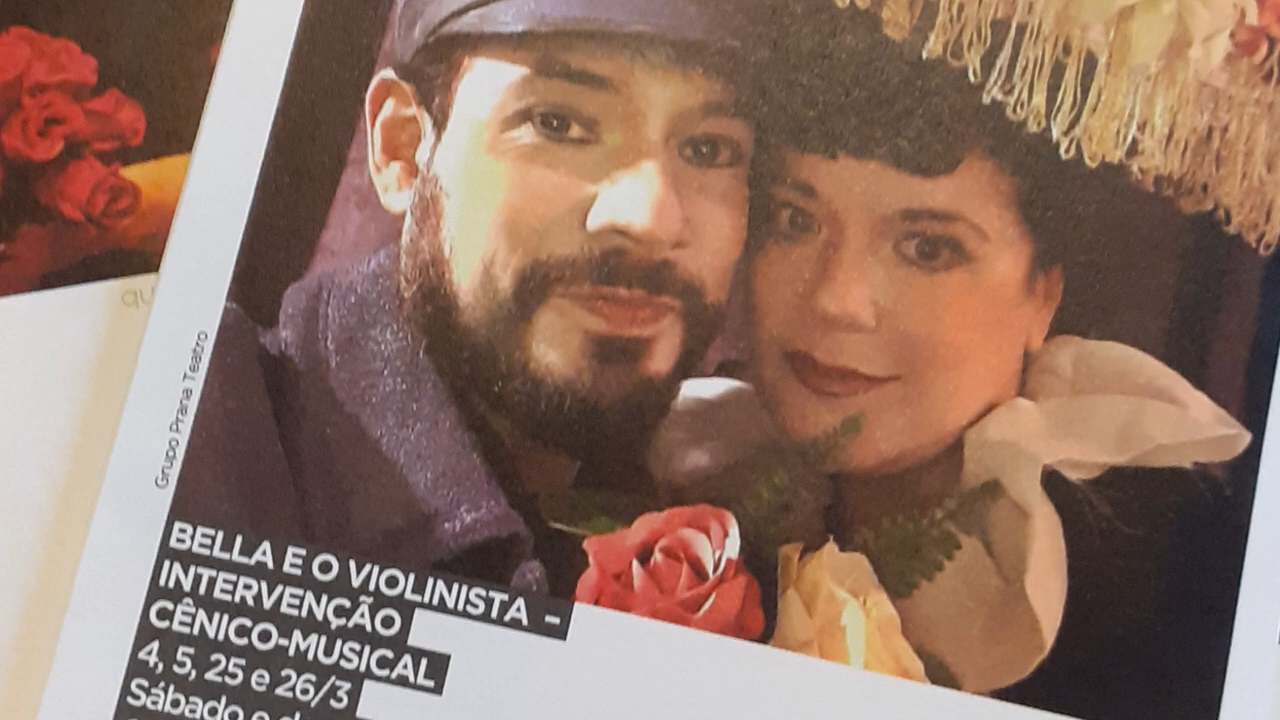 Grupo Prana Teatro
BELLA E O VIOLINISTA –
INTERVENÇÃO
CÊNICO-MUSICAL
4, 5, 25 e 26/3
Sábado e